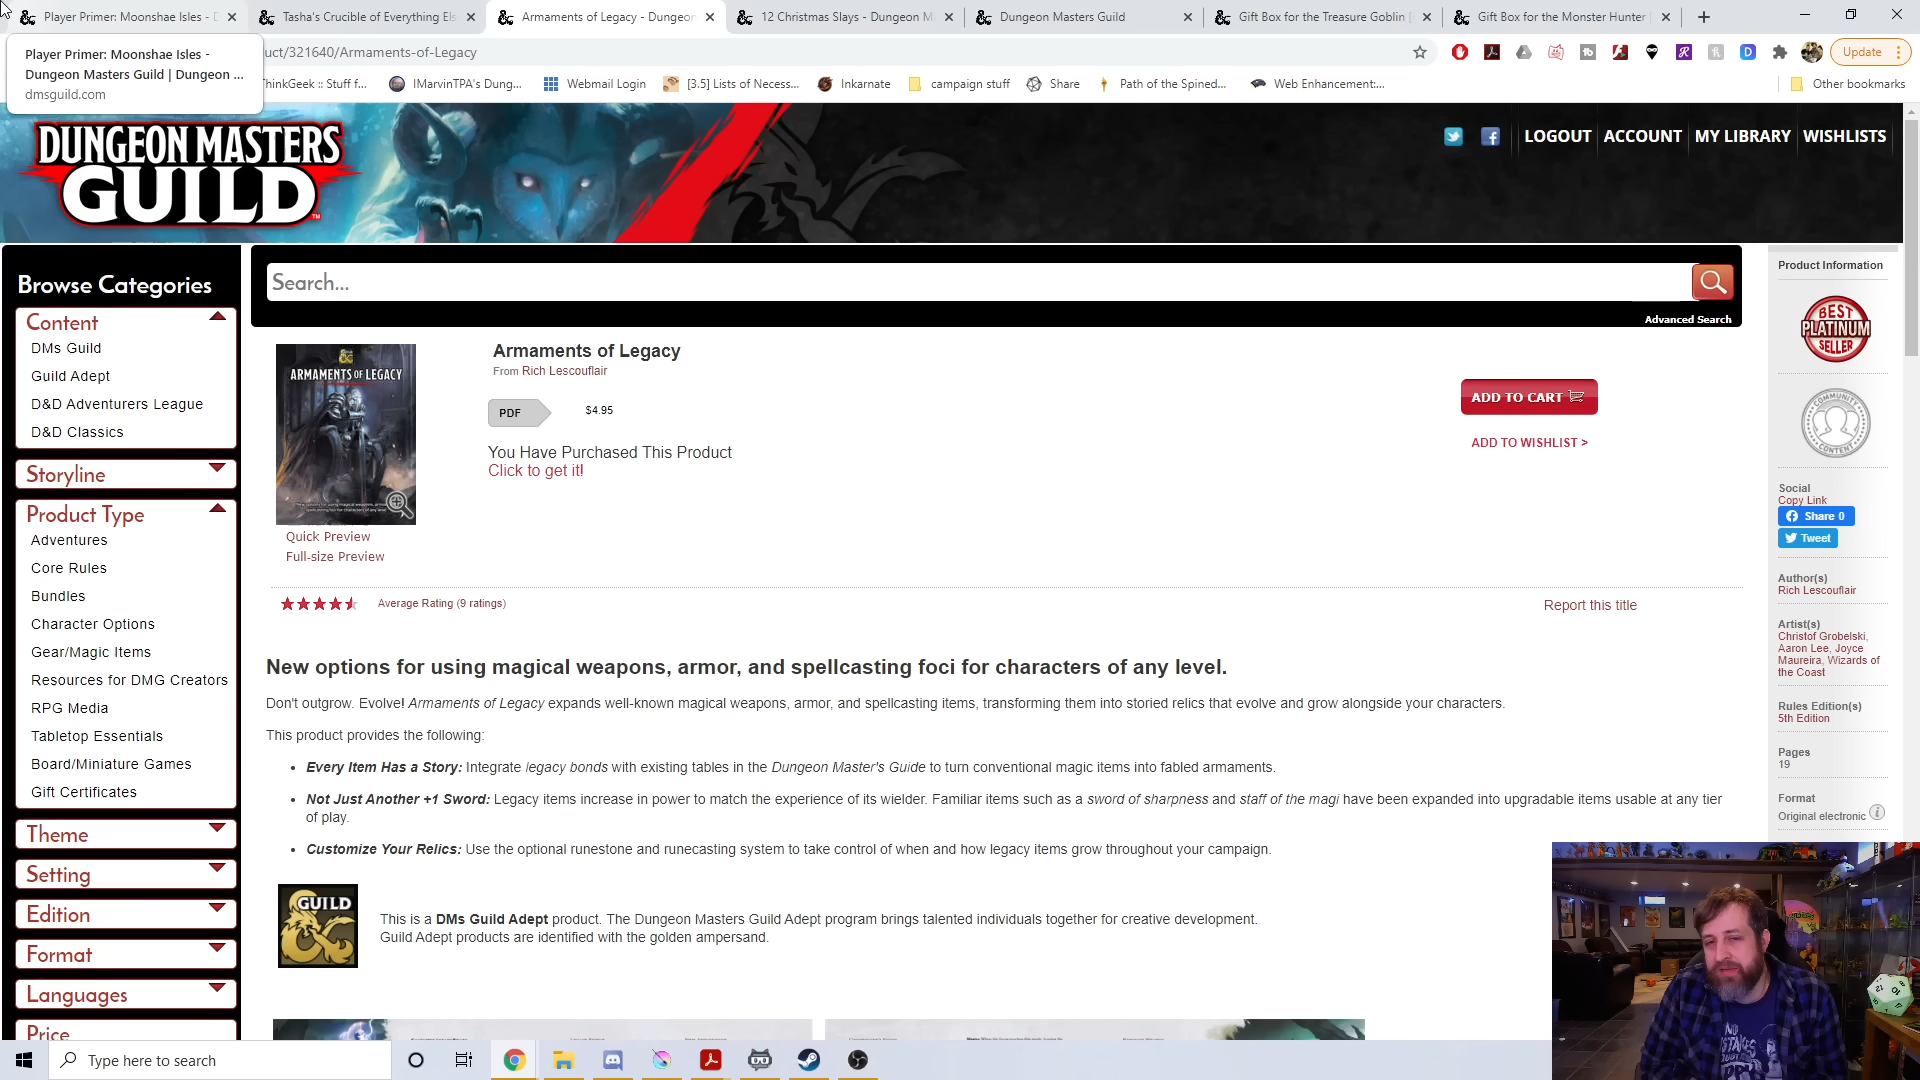 Player Primer: Moonshae Isles - E
Tasha's Crucible of Everything Els
Armaments of Legacy - Dungeon
12 Christmas Slays - Dungeon M
Dungeon Masters Guild
Gift Box for the Treasure Goblin |
Gift Box for the Monster Hunter |
Player Primer: Moonshae Isles -
Dungeon Masters Guild | Dungeon ...
dmsguild.com
uct/321640/Armaments-of-Legacy
Update
ThinkGeek :: Stuff f...
IMarvinTPA's Dung...
Webmail Login
[3.5] Lists of Necess...
Inkarnate
campaign stuff
Share
Path of the Spined...
Web Enhancement:...
Other bookmarks
DUNGEON MASTERS
GUILD
LOGOUT ACCOUNT MY LIBRARY WISHLISTS
Browse Categories
Content
DMs Guild
Guild Adept
D&D Adventurers League
D&D Classics
Storyline
Product Type
Adventures
Core Rules
Bundles
Character Options
Gear/Magic Items
Resources for DMG Creators
RPG Media
Tabletop Essentials
Board/Miniature Games
Gift Certificates
Theme
Setting
Edition
Format
Languages
Price
Search...
Advanced Search
ARMAMENTS OF LEGACY
Quick Preview
Full-size Preview
Armaments of Legacy
From Rich Lescouflair
PDF
$4.95
You Have Purchased This Product
Click to get it!
ADD TO CART
ADD TO WISHLIST >
Average Rating (9 ratings)
Report this title
New options for using magical weapons, armor, and spellcasting foci for characters of any level.
Don't outgrow. Evolve! Armaments of Legacy expands well-known magical weapons, armor, and spellcasting items, transforming them into storied relics that evolve and grow alongside your characters.
This product provides the following:
• Every Item Has a Story: Integrate legacy bonds with existing tables in the Dungeon Master's Guide to turn conventional magic items into fabled armaments.
• Not Just Another +1 Sword: Legacy items increase in power to match the experience of its wielder. Familiar items such as a sword of sharpness and staff of the magi have been expanded into upgradable items usable at any tier
of play.
• Customize Your Relics: Use the optional runestone and runecasting system to take control of when and how legacy items grow throughout your campaign.
GUILD
This is a DMs Guild Adept product. The Dungeon Masters Guild Adept program brings talented individuals together for creative development.
Guild Adept products are identified with the golden ampersand.
Product Information
BEST
PLATINUM
SELLER
COMMUNITY
CONTENT
Social
Copy Link
Share 0
Tweet
Author(s)
Rich Lescouflair
Artist(s)
Christof Grobelski,
Aaron Lee, Joyce
Maureira, Wizards of
the Coast
Rules Edition(s)
5th Edition
Pages
19
Format
Original electronic
Type here to search